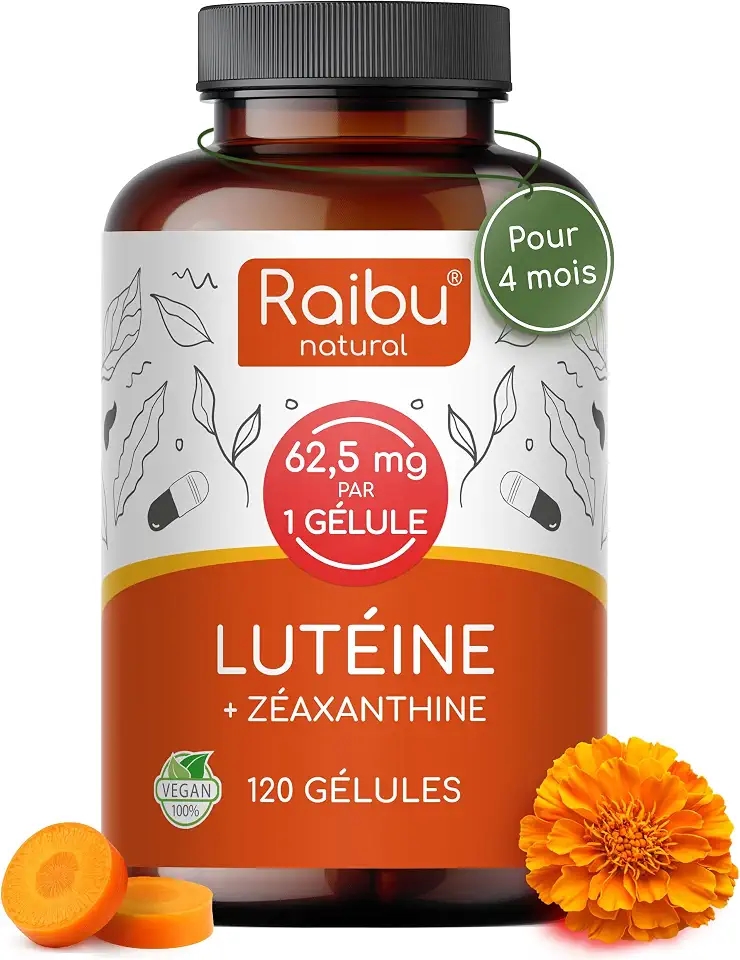 Raibu®
natural
Pour
4 mois
62,5 mg
PAR
1 GÉLULE
LUTÉINE
+ ZÉAXANTHINE
VEGAN
100%
120 GÉLULES